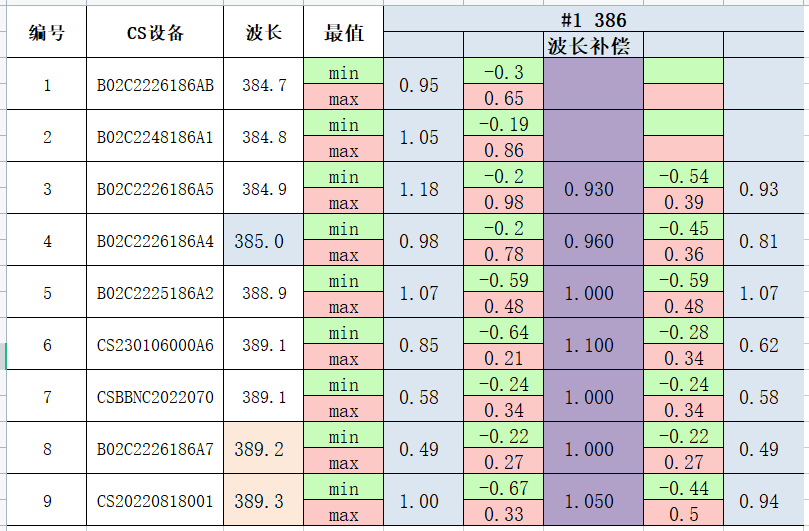 编号 CS设备 波长 最值 #1 386
波长补偿
1 B02C2226186AB 384.7 min 0.95 -0.3
max 0.65
2 B02C2248186A1 384.8 min 1.05 -0.19
max 0.86
3 B02C2226186A5 384.9 min 1.18 -0.2 0.930 -0.54 0.93
max 0.98 0.39
4 B02C2226186A4 385.0 min 0.98 -0.2 0.960 -0.45 0.81
max 0.78 0.36
5 B02C2225186A2 388.9 min 1.07 -0.59 1.000 -0.59 1.07
max 0.48 0.48
6 CS230106000A6 389.1 min 0.85 -0.64 1.100 -0.28 0.62
max 0.21 0.34
7 CSBBNC2022070 389.1 min 0.58 -0.24 1.000 -0.24 0.58
max 0.34 0.34
8 B02C2226186A7 389.2 min 0.49 -0.22 1.000 -0.22 0.49
max 0.27 0.27
9 CS20220818001 389.3 min 1.00 -0.67 1.050 -0.44 0.94
max 0.33 0.5